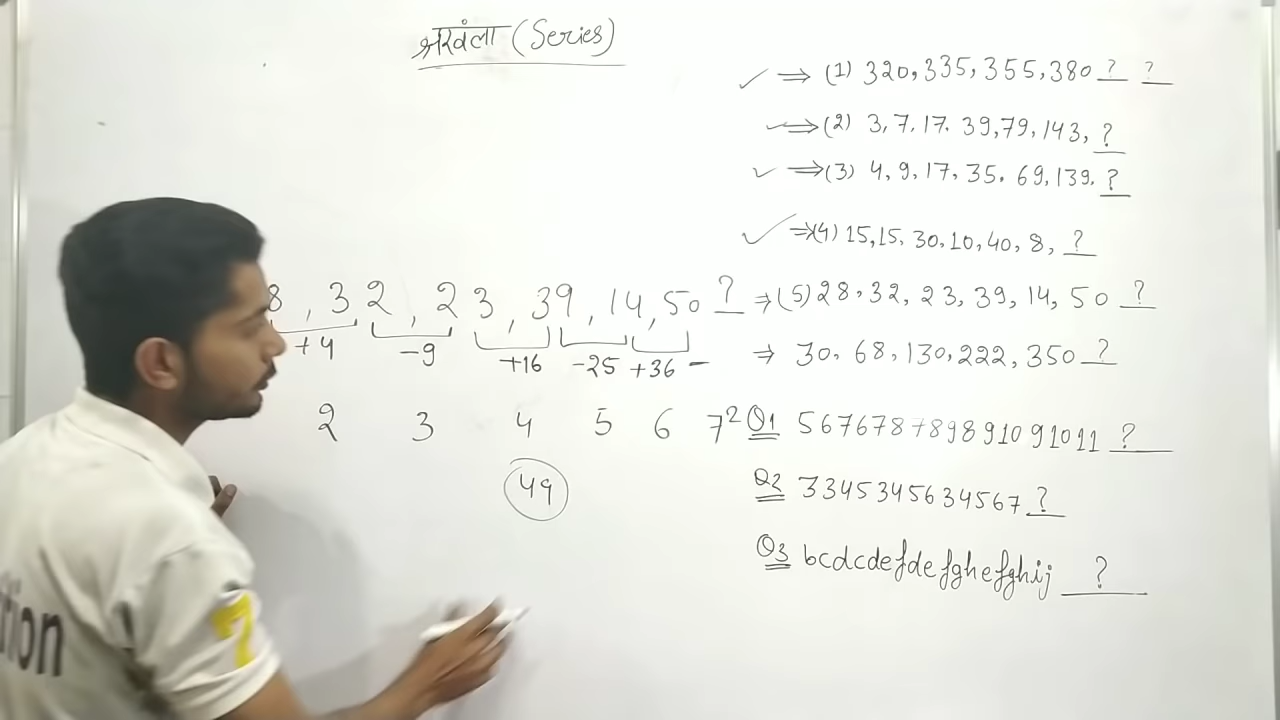 श्रखंला (Series)
⇒ (1) 320, 335, 355, 380 ? ?
⇒ (2) 3, 7, 17. 39, 79, 143, ?
⇒ (3) 4, 9, 17, 35. 69, 139. ?
⇒ (4) 15, 15, 30, 10, 40, 8, ?
8 , 32 , 23 , 39 , 14 , 50 ?
+4 -9 +16 -25 +36 -
2 3 4 5 6 7²
49
⇒ (5) 28, 32, 23, 39, 14, 50 ?
⇒ 30. 68, 130, 222, 350 ?
Q1 567678789891091011 ?
Q2 3345345634567 ?
Q3 bcdcdefdefghefghij ?
tion
7